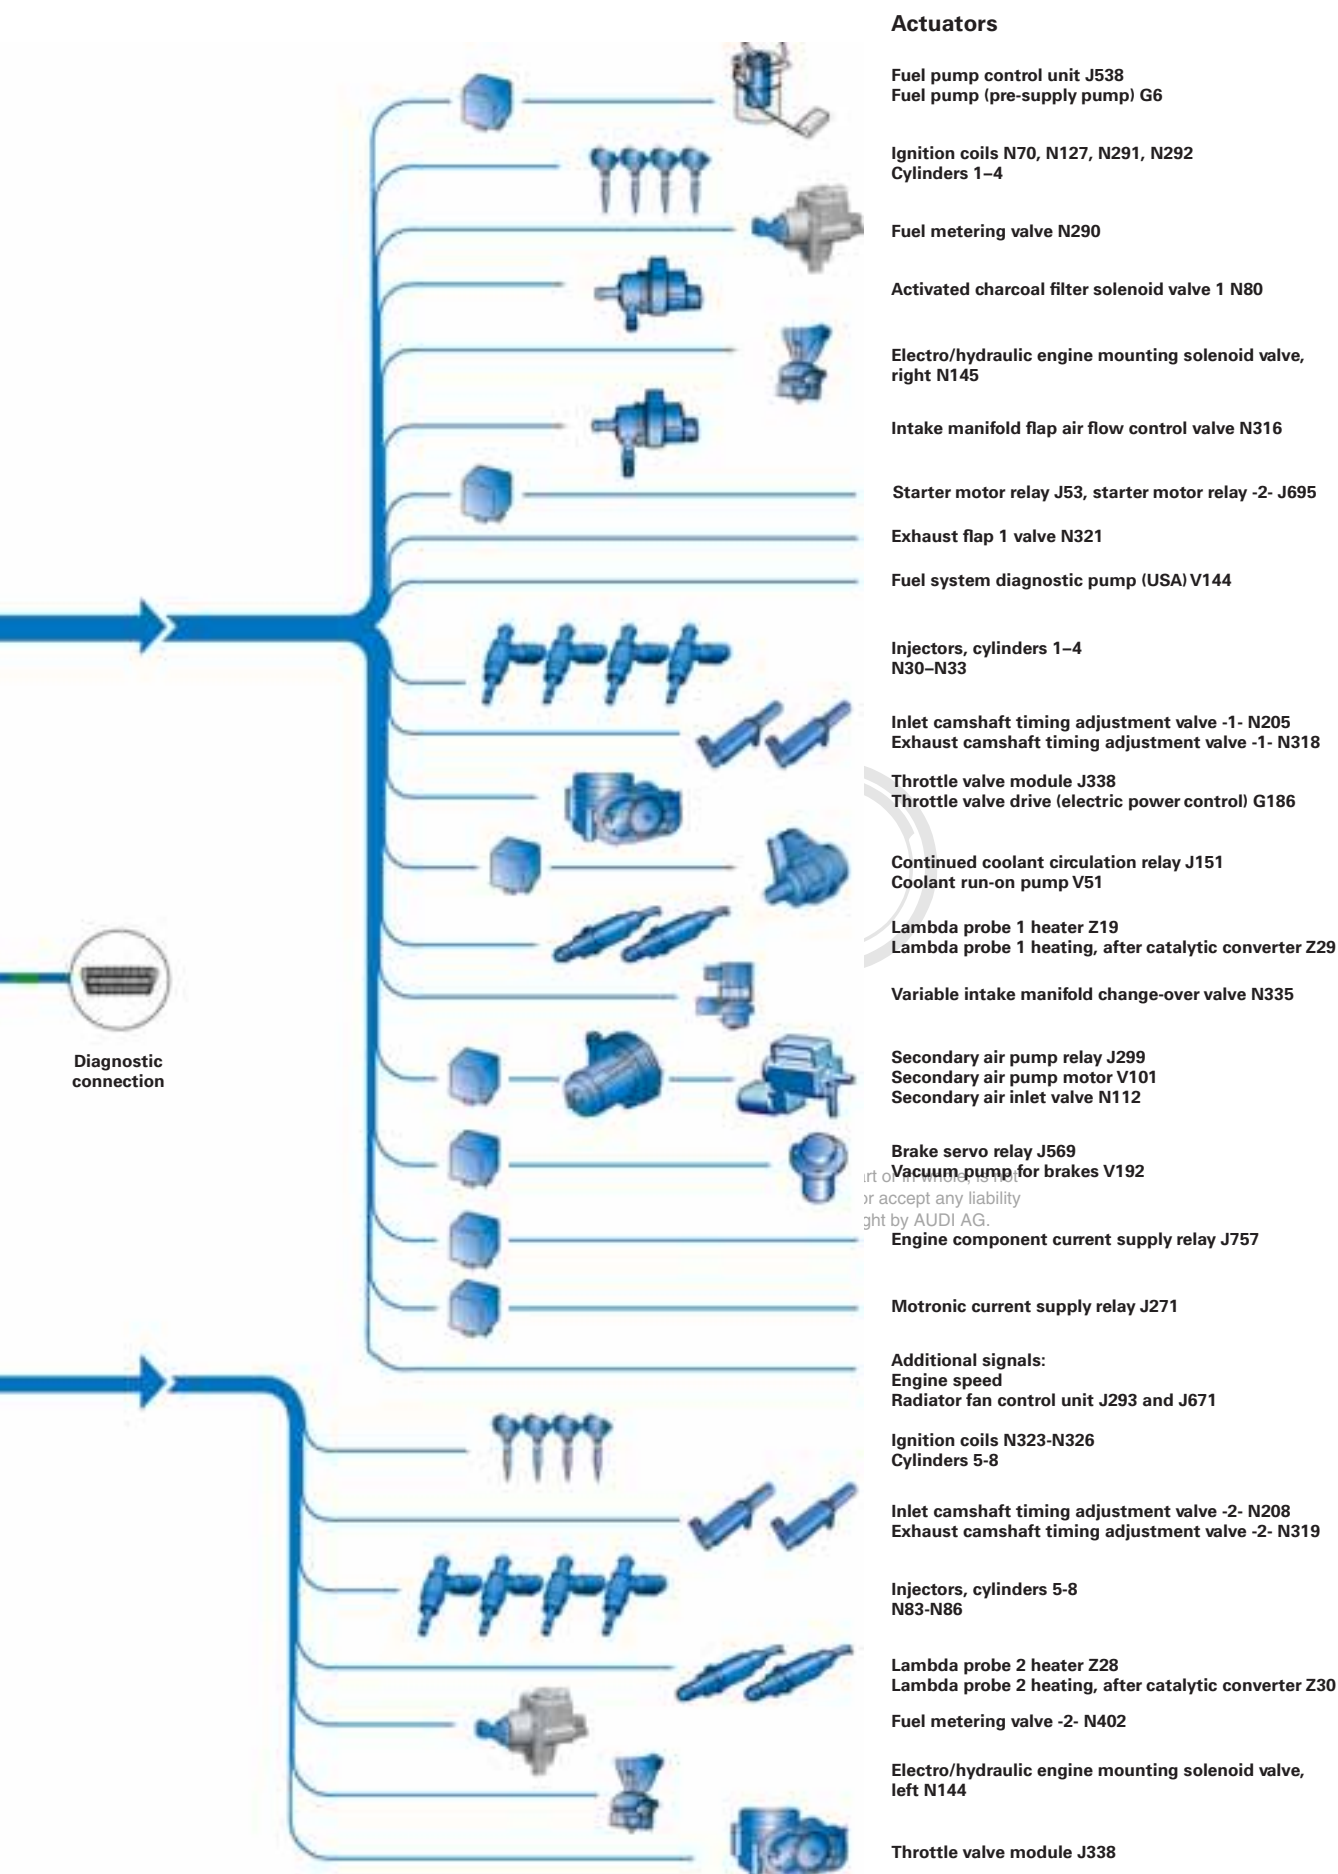 Actuators
Fuel pump control unit J538
Fuel pump (pre-supply pump) G6
Ignition coils N70, N127, N291, N292
Cylinders 1–4
Fuel metering valve N290
Activated charcoal filter solenoid valve 1 N80
Electro/hydraulic engine mounting solenoid valve,
right N145
Intake manifold flap air flow control valve N316
Starter motor relay J53, starter motor relay -2- J695
Exhaust flap 1 valve N321
Fuel system diagnostic pump (USA) V144
Injectors, cylinders 1–4
N30–N33
Inlet camshaft timing adjustment valve -1- N205
Exhaust camshaft timing adjustment valve -1- N318
Throttle valve module J338
Throttle valve drive (electric power control) G186
Continued coolant circulation relay J151
Coolant run-on pump V51
Lambda probe 1 heater Z19
Lambda probe 1 heating, after catalytic converter Z29
Variable intake manifold change-over valve N335
Diagnostic
connection
Secondary air pump relay J299
Secondary air pump motor V101
Secondary air inlet valve N112
Brake servo relay J569
Vacuum pump for brakes V192
rt or in whole, is not
or accept any liability
ght by AUDI AG.
Engine component current supply relay J757
Motronic current supply relay J271
Additional signals:
Engine speed
Radiator fan control unit J293 and J671
Ignition coils N323-N326
Cylinders 5-8
Inlet camshaft timing adjustment valve -2- N208
Exhaust camshaft timing adjustment valve -2- N319
Injectors, cylinders 5-8
N83-N86
Lambda probe 2 heater Z28
Lambda probe 2 heating, after catalytic converter Z30
Fuel metering valve -2- N402
Electro/hydraulic engine mounting solenoid valve,
left N144
Throttle valve module J338